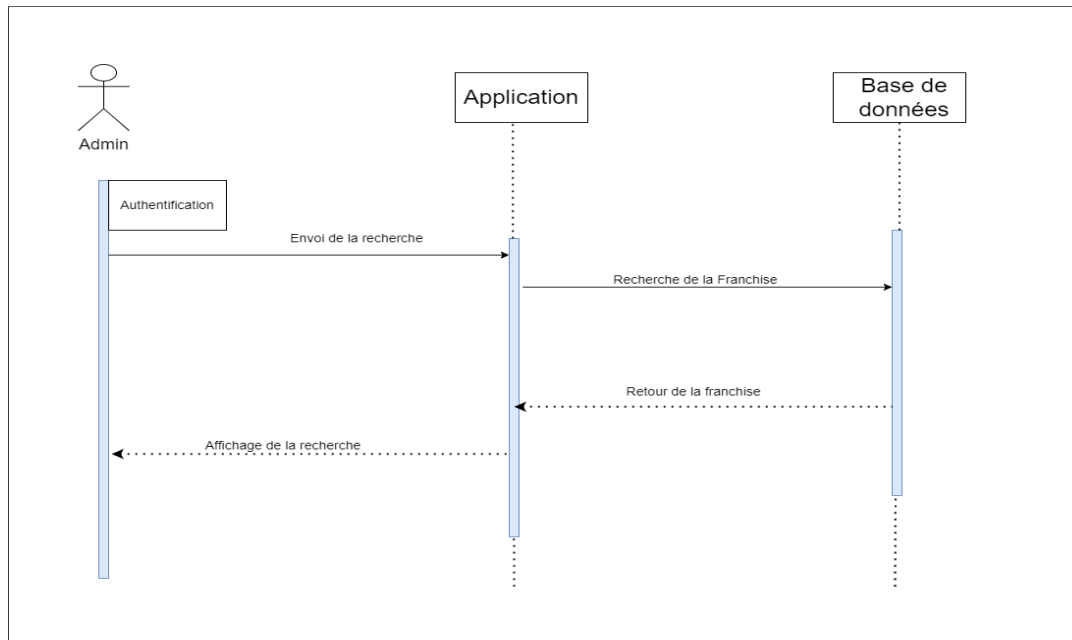 Admin
Application
Base de
données
Authentification
Envoi de la recherche
Recherche de la Franchise
Retour de la franchise
Affichage de la recherche